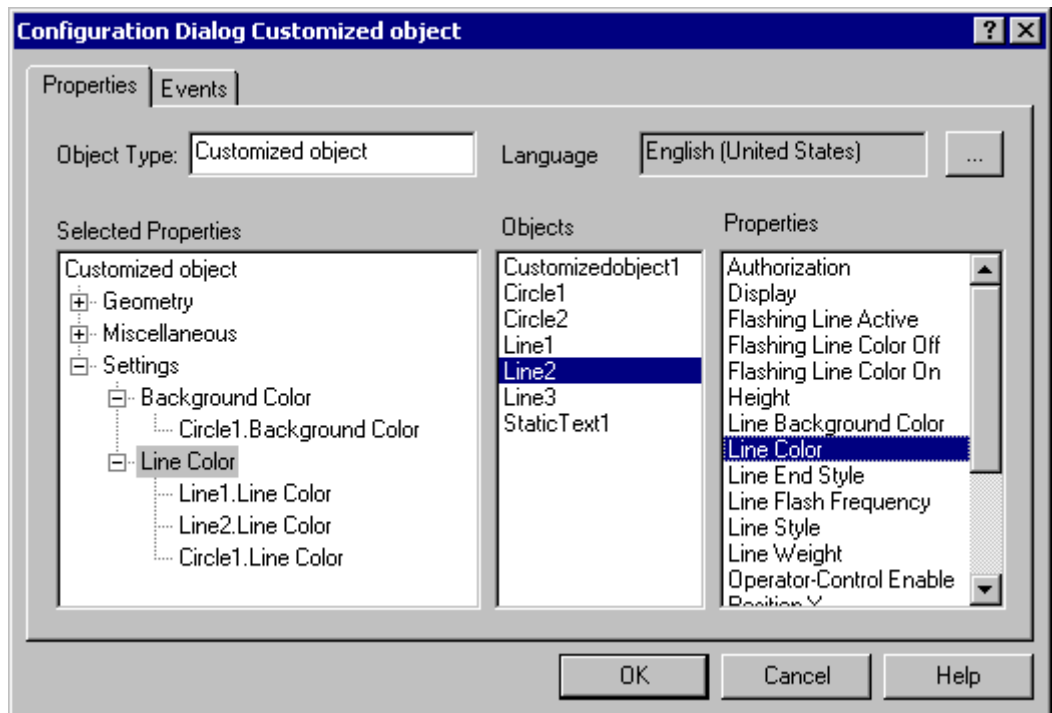 Configuration Dialog Customized object
Properties
Events
Object Type:
Customized object
Language
English (United States)
...
Selected Properties
Customized object
Geometry
Miscellaneous
Settings
Background Color
Circle1.Background Color
Line Color
Line1.Line Color
Line2.Line Color
Circle1.Line Color
Objects
Customizedobject1
Circle1
Circle2
Line1
Line2
Line3
StaticText1
Properties
Authorization
Display
Flashing Line Active
Flashing Line Color Off
Flashing Line Color On
Height
Line Background Color
Line Color
Line End Style
Line Flash Frequency
Line Style
Line Weight
Operator-Control Enable
Position
OK
Cancel
Help